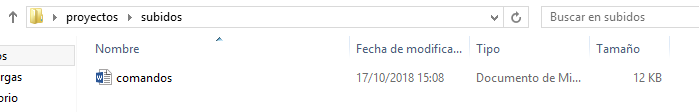 proyectos subidos Buscar en subidos
os Nombre Fecha de modifica... Tipo Tamaño
rgas comandos 17/10/2018 15:08 Documento de Mi... 12 KB
orio